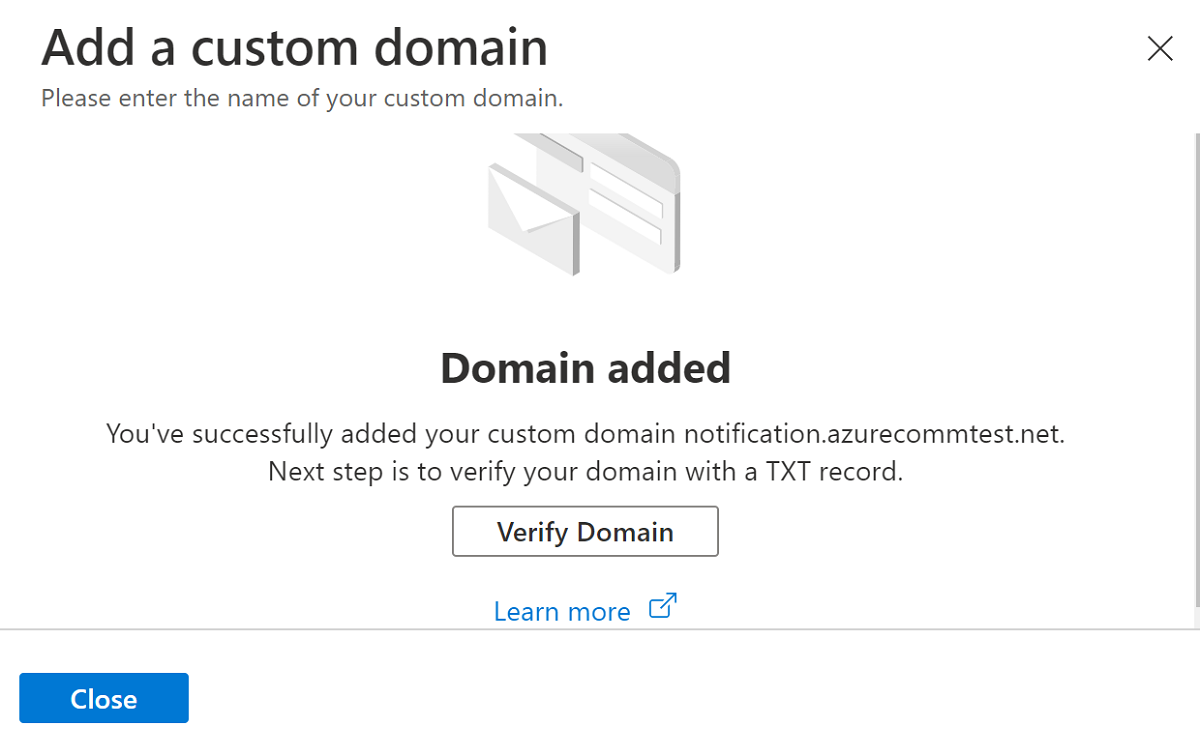 Add a custom domain
Please enter the name of your custom domain.
Domain added
You've successfully added your custom domain notification.azurecommtest.net.
Next step is to verify your domain with a TXT record.
Verify Domain
Learn more
Close